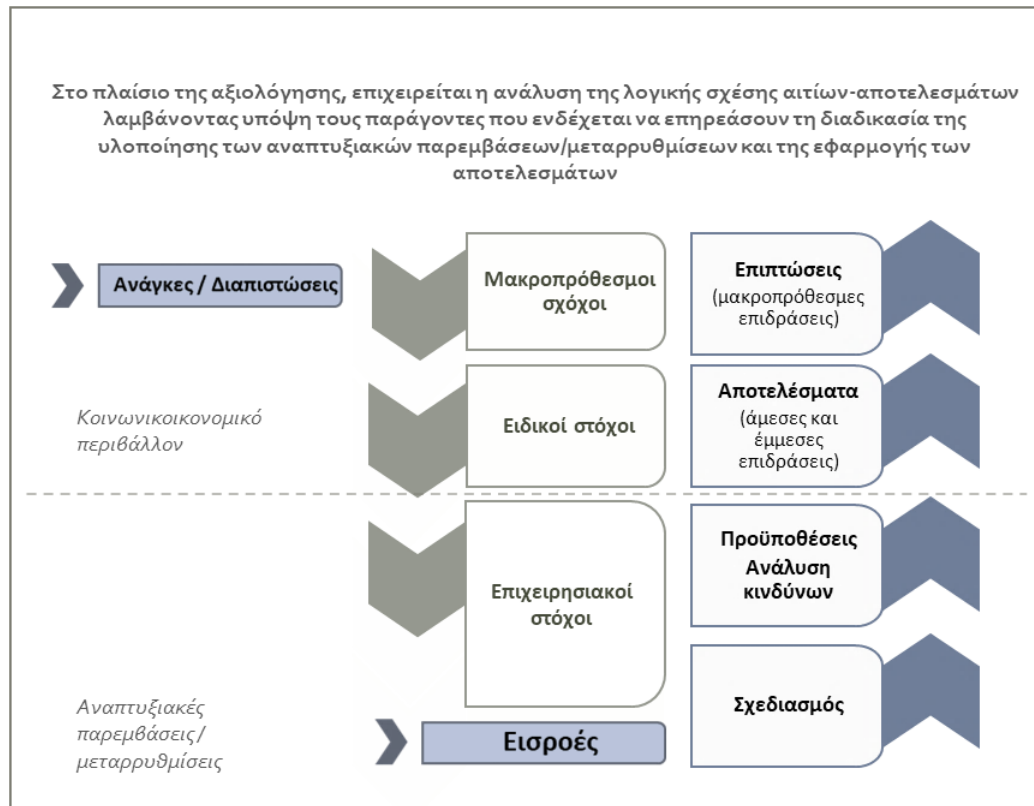 Στο πλαίσιο της αξιολόγησης, επιχειρείται η ανάλυση της λογικής σχέσης αιτίων-αποτελεσμάτων
λαμβάνοντας υπόψη τους παράγοντες που ενδέχεται να επηρεάσουν τη διαδικασία της
υλοποίησης των αναπτυξιακών παρεμβάσεων/μεταρρυθμίσεων και της εφαρμογής των
αποτελεσμάτων
Ανάγκες / Διαπιστώσεις
Μακροπρόθεσμοι
σχόχοι
Επιπτώσεις
(μακροπρόθεσμες
επιδράσεις)
Κοινωνικοικονομικό
περιβάλλον
Ειδικοί στόχοι
Αποτελέσματα
(άμεσες και
έμμεσες
επιδράσεις)
Επιχειρησιακοί
στόχοι
Προϋποθέσεις
Ανάλυση
κινδύνων
Αναπτυξιακές
παρεμβάσεις /
μεταρρυθμίσεις
Εισροές
Σχεδιασμός